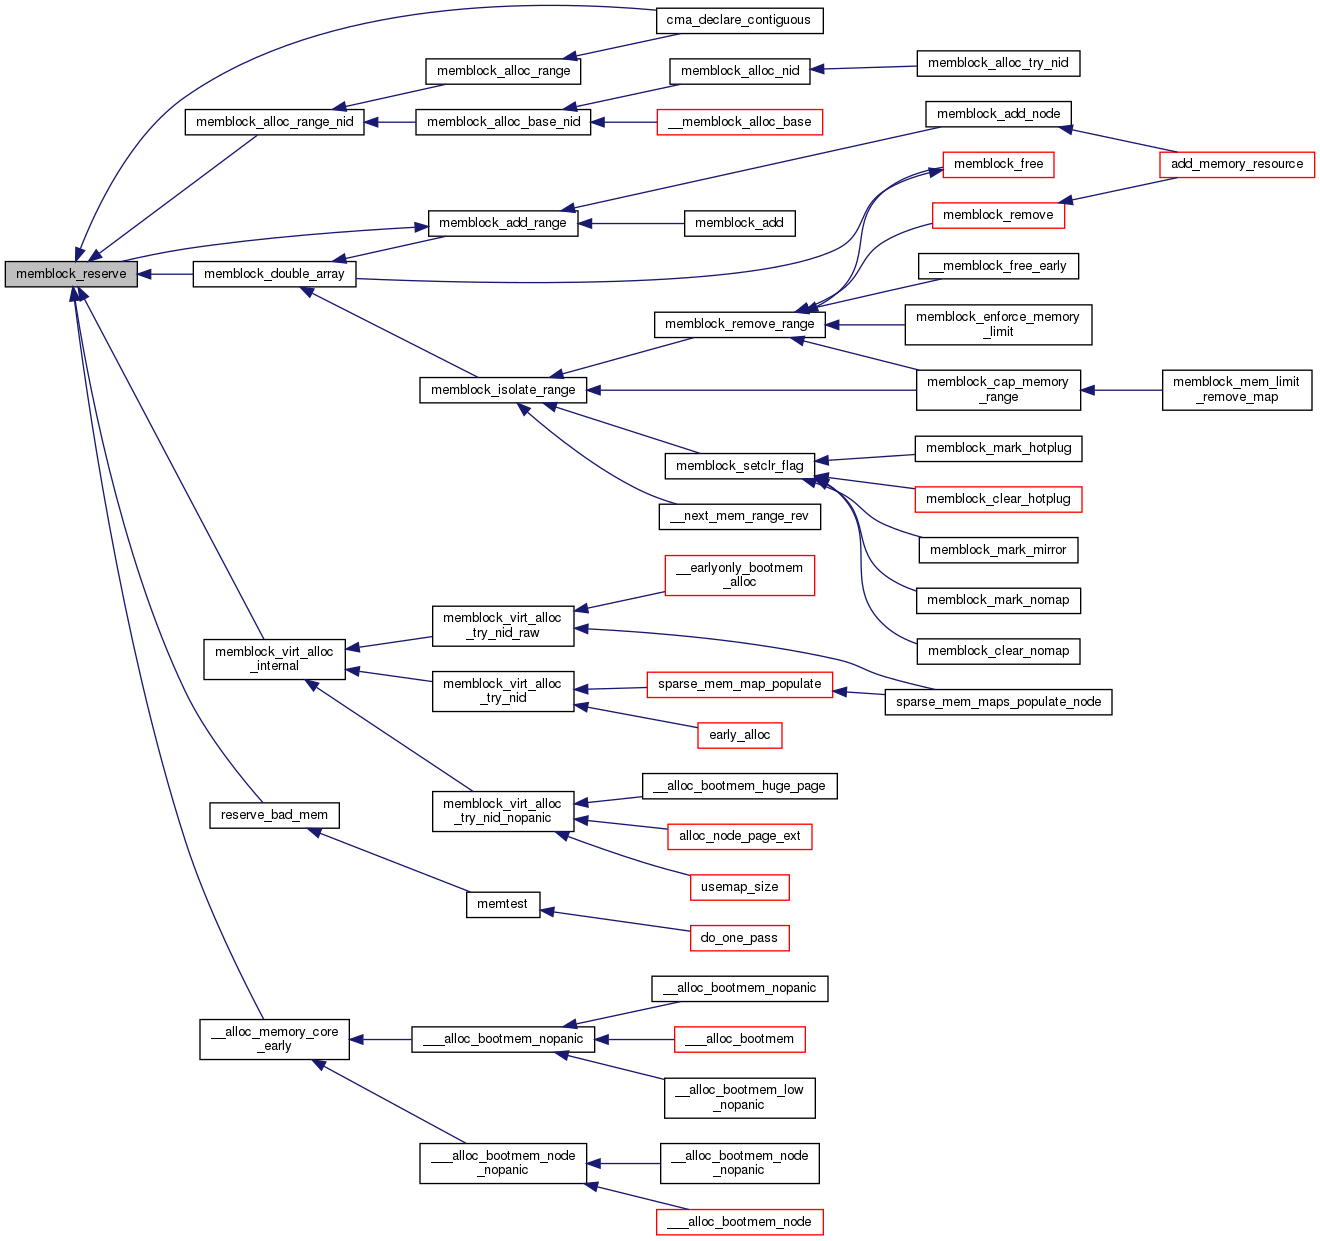 cma_declare_contiguous
memblock_alloc_range
memblock_alloc_nid
memblock_alloc_try_nid
memblock_alloc_range_nid
memblock_alloc_base_nid
__memblock_alloc_base
memblock_add_node
memblock_free
add_memory_resource
memblock_remove
memblock_add_range
memblock_add
memblock_reserve
memblock_double_array
__memblock_free_early
memblock_remove_range
memblock_enforce_memory
_limit
memblock_isolate_range
memblock_cap_memory
_range
memblock_mem_limit
_remove_map
memblock_setclr_flag
memblock_mark_hotplug
memblock_clear_hotplug
__next_mem_range_rev
memblock_mark_mirror
memblock_mark_nomap
memblock_clear_nomap
__earlyonly_bootmem
_alloc
memblock_virt_alloc
_try_nid_raw
memblock_virt_alloc
_internal
memblock_virt_alloc
_try_nid
sparse_mem_map_populate
sparse_mem_maps_populate_node
early_alloc
__alloc_bootmem_huge_page
memblock_virt_alloc
_try_nid_nopanic
reserve_bad_mem
alloc_node_page_ext
usemap_size
memtest
do_one_pass
__alloc_bootmem_nopanic
__alloc_memory_core
_early
___alloc_bootmem_nopanic
___alloc_bootmem
__alloc_bootmem_low
_nopanic
___alloc_bootmem_node
_nopanic
__alloc_bootmem_node
_nopanic
___alloc_bootmem_node